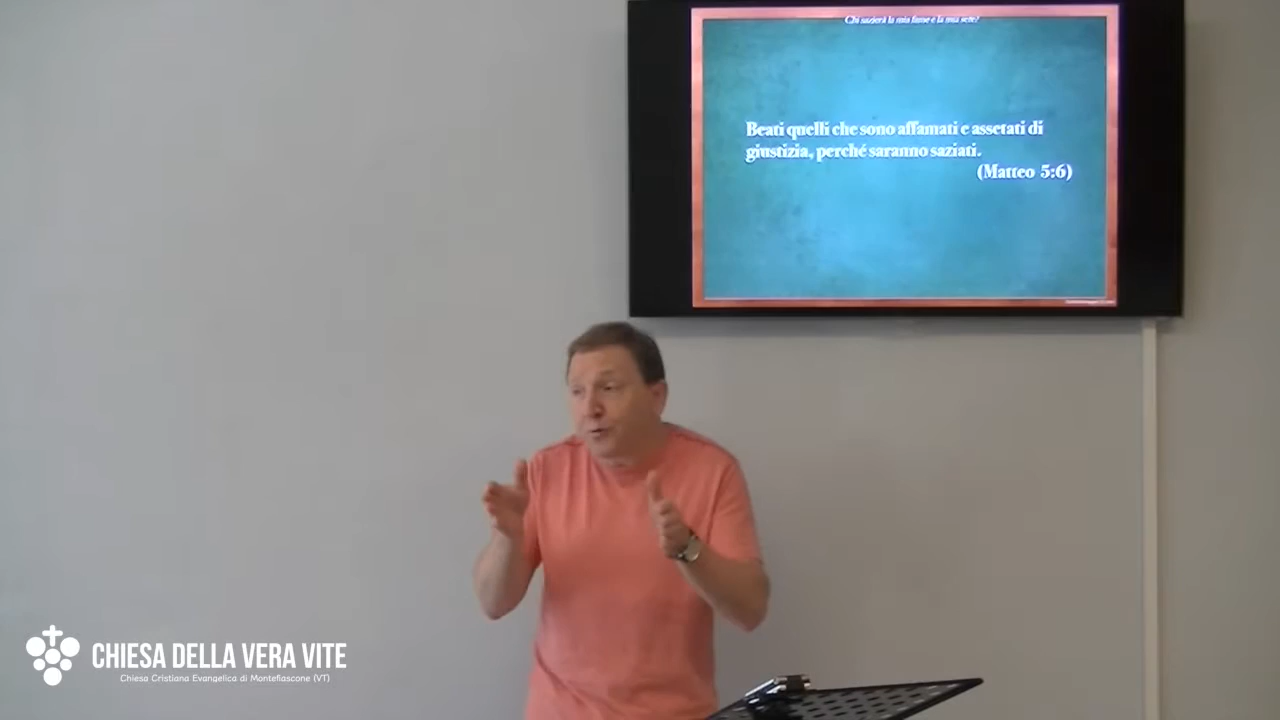 Chi sazierà la mia fame e la mia sete?
Beati quelli che sono affamati e assetati di
giustizia, perché saranno saziati.
(Matteo 5:6)
CHIESA DELLA VERA VITE
Chiesa Cristiana Evangelica di Montefiascone (VT)